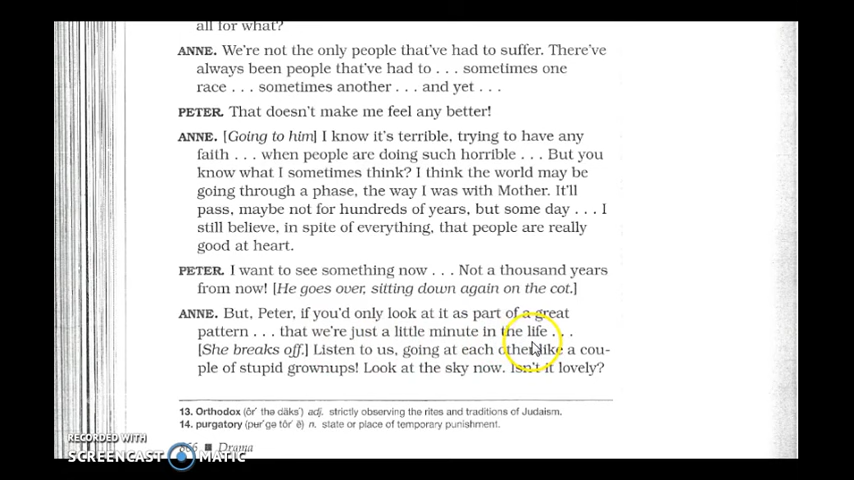 all for what?
ANNE. We're not the only people that've had to suffer. There've
always been people that've had to . . . sometimes one
race . . . sometimes another . . . and yet . . .
PETER. That doesn't make me feel any better!
ANNE. [Going to him] I know it's terrible, trying to have any
faith . . . when people are doing such horrible . . . But you
know what I sometimes think? I think the world may be
going through a phase, the way I was with Mother. It'll
pass, maybe not for hundreds of years, but some day . . . I
still believe, in spite of everything, that people are really
good at heart.
PETER. I want to see something now . . . Not a thousand years
from now! [He goes over, sitting down again on the cot.]
ANNE. But, Peter, if you'd only look at it as part of a great
pattern . . . that we're just a little minute in the life . . .
[She breaks off.] Listen to us, going at each other like a cou-
ple of stupid grownups! Look at the sky now. Isn't it lovely?
13. Orthodox (ôr′ thə däks′) adj. strictly observing the rites and traditions of Judaism.
14. purgatory (pʉr′ gə tôr′ ē) n. state or place of temporary punishment.
666 ■ Drama
RECORDED WITH
SCREENCAST MATIC